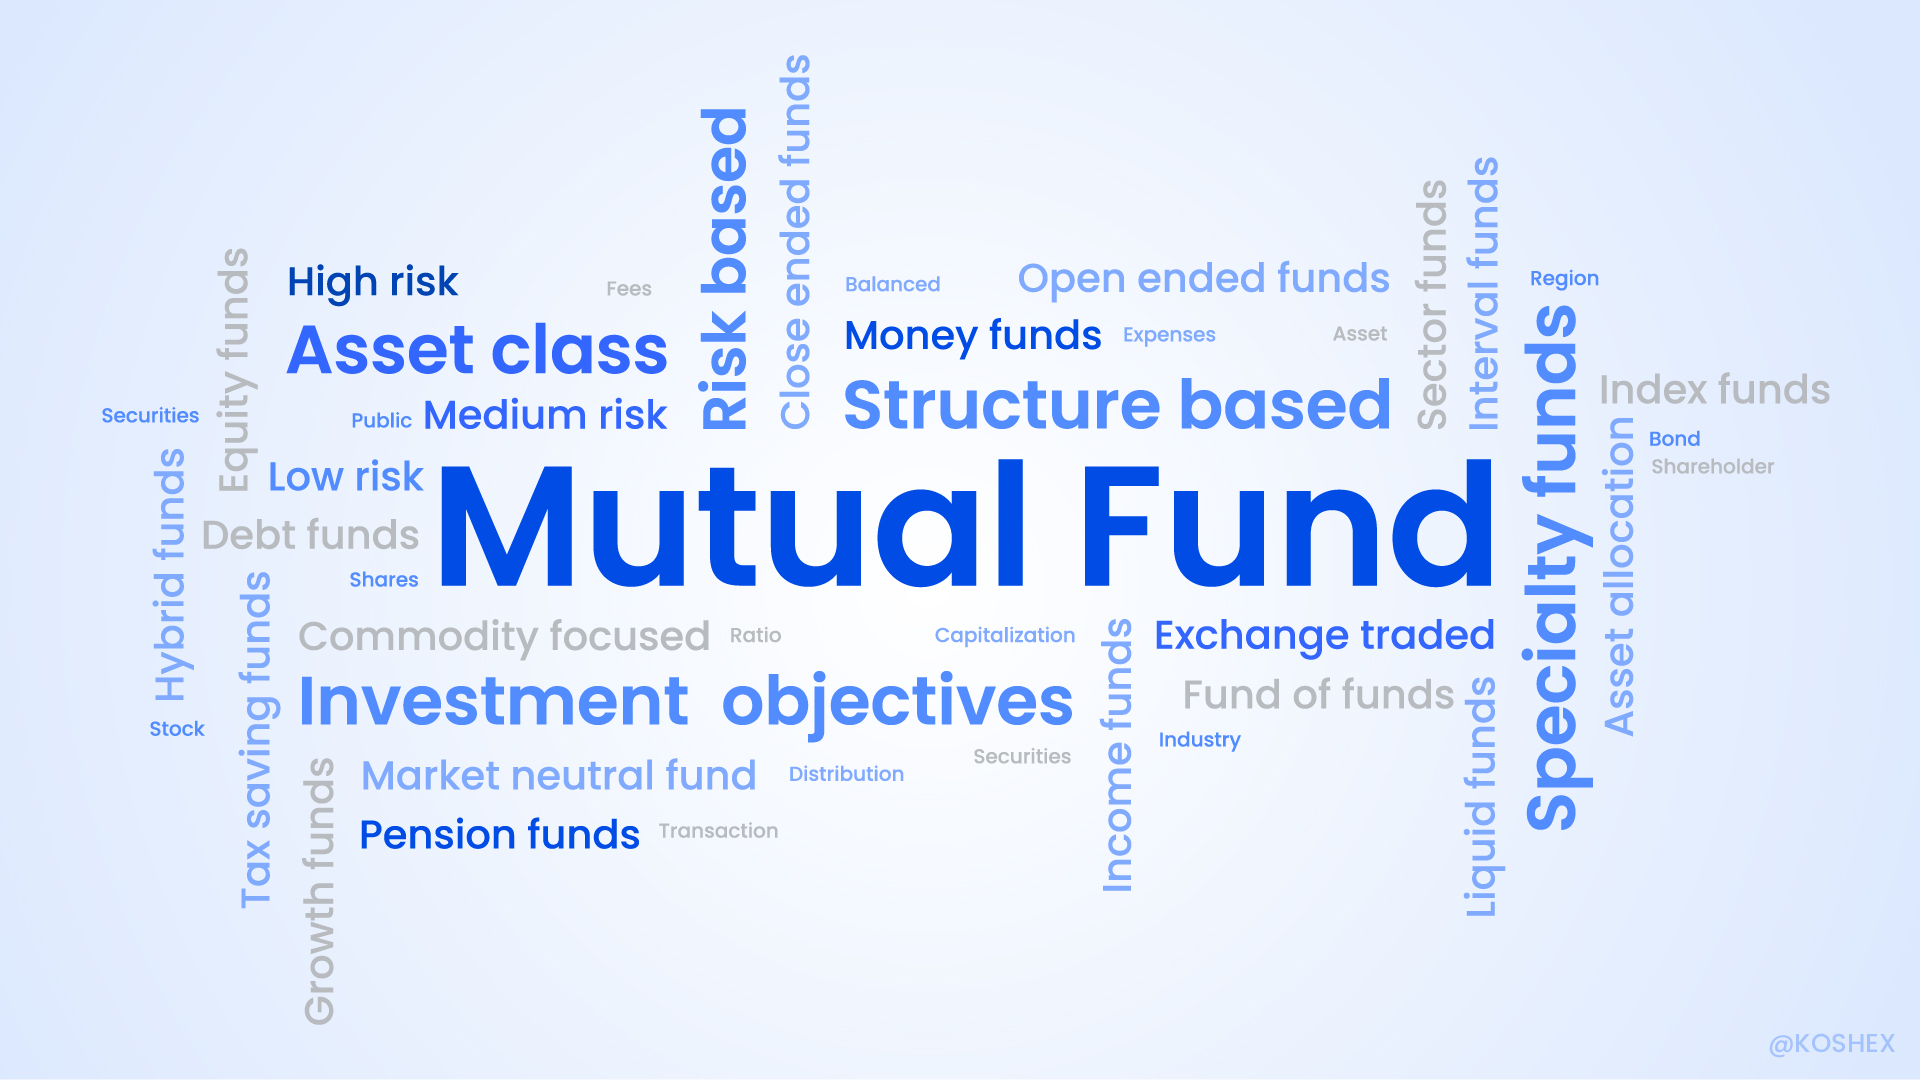 Close ended funds
Risk based
Interval funds
Sector funds
Equity funds
High risk
Fees
Balanced
Open ended funds
Region
Asset class
Money funds
Expenses
Asset
Specialty funds
Index funds
Securities
Public
Medium risk
Structure based
Asset allocation
Bond
Shareholder
Hybrid funds
Low risk
Mutual Fund
Debt funds
Shares
Tax saving funds
Commodity focused
Ratio
Capitalization
Income funds
Exchange traded
Investment objectives
Fund of funds
Liquid funds
Stock
Industry
Securities
Growth funds
Market neutral fund
Distribution
Pension funds
Transaction
@KOSHEX